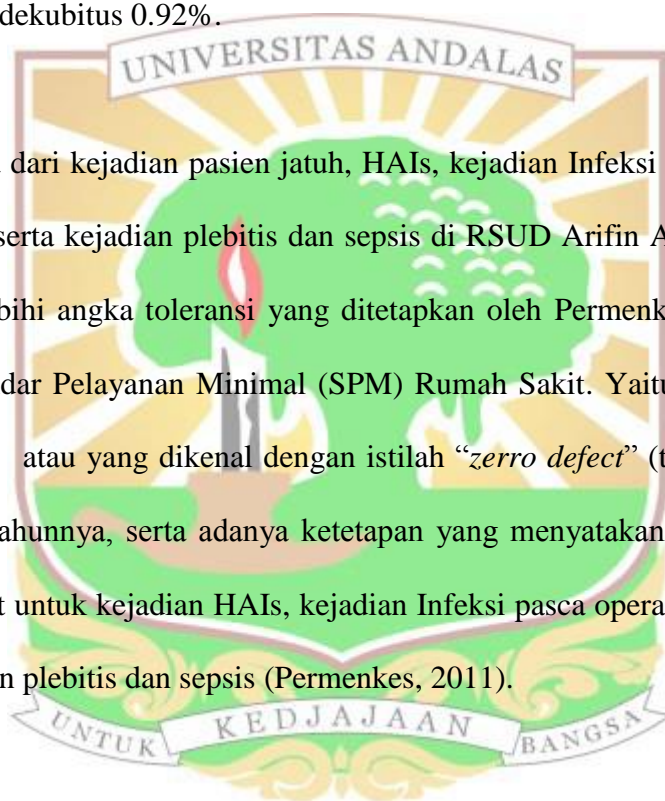 dekubitus 0.92%.
UNIVERSITAS ANDALAS
dari kejadian pasien jatuh, HAIs, kejadian Infeksi
serta kejadian plebitis dan sepsis di RSUD Arifin A
bihi angka toleransi yang ditetapkan oleh Permenk
dar Pelayanan Minimal (SPM) Rumah Sakit. Yaitu
atau yang dikenal dengan istilah “zerro defect” (t
ahunnya, serta adanya ketetapan yang menyatakan
t untuk kejadian HAIs, kejadian Infeksi pasca opera
n plebitis dan sepsis (Permenkes, 2011).
UNTUK KEDJAJAAN BANGSA